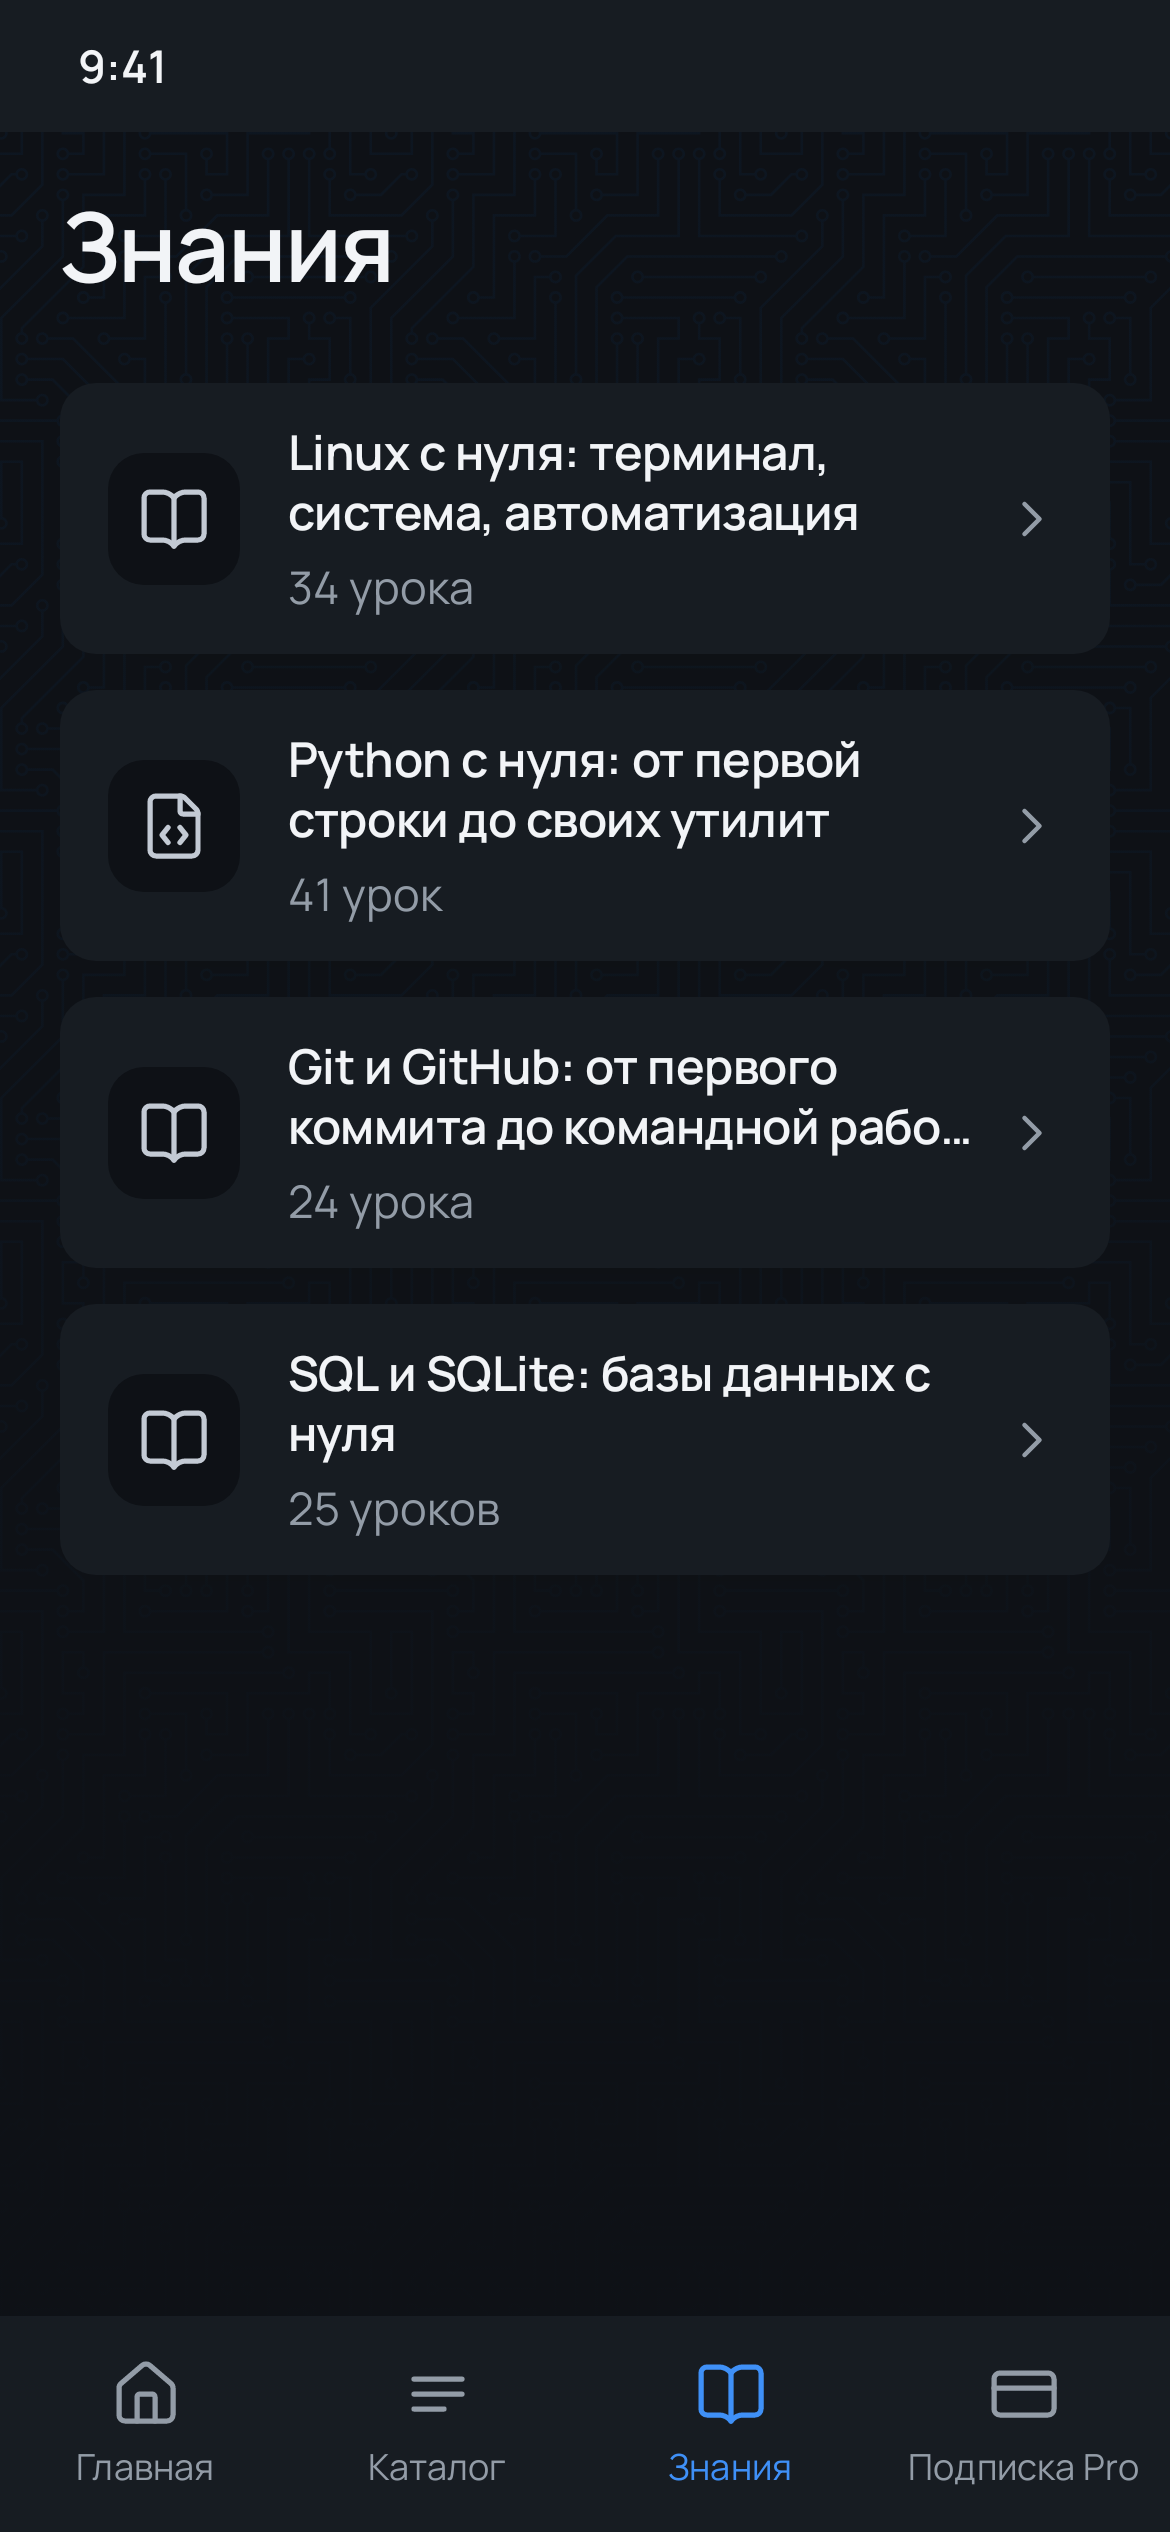 9:41
Знания
Linux с нуля: терминал,
система, автоматизация
34 урока
Python с нуля: от первой
строки до своих утилит
41 урок
Git и GitHub: от первого
коммита до командной рабо...
24 урока
SQL и SQLite: базы данных с
нуля
25 уроков
Главная
Каталог
Знания
Подписка Pro